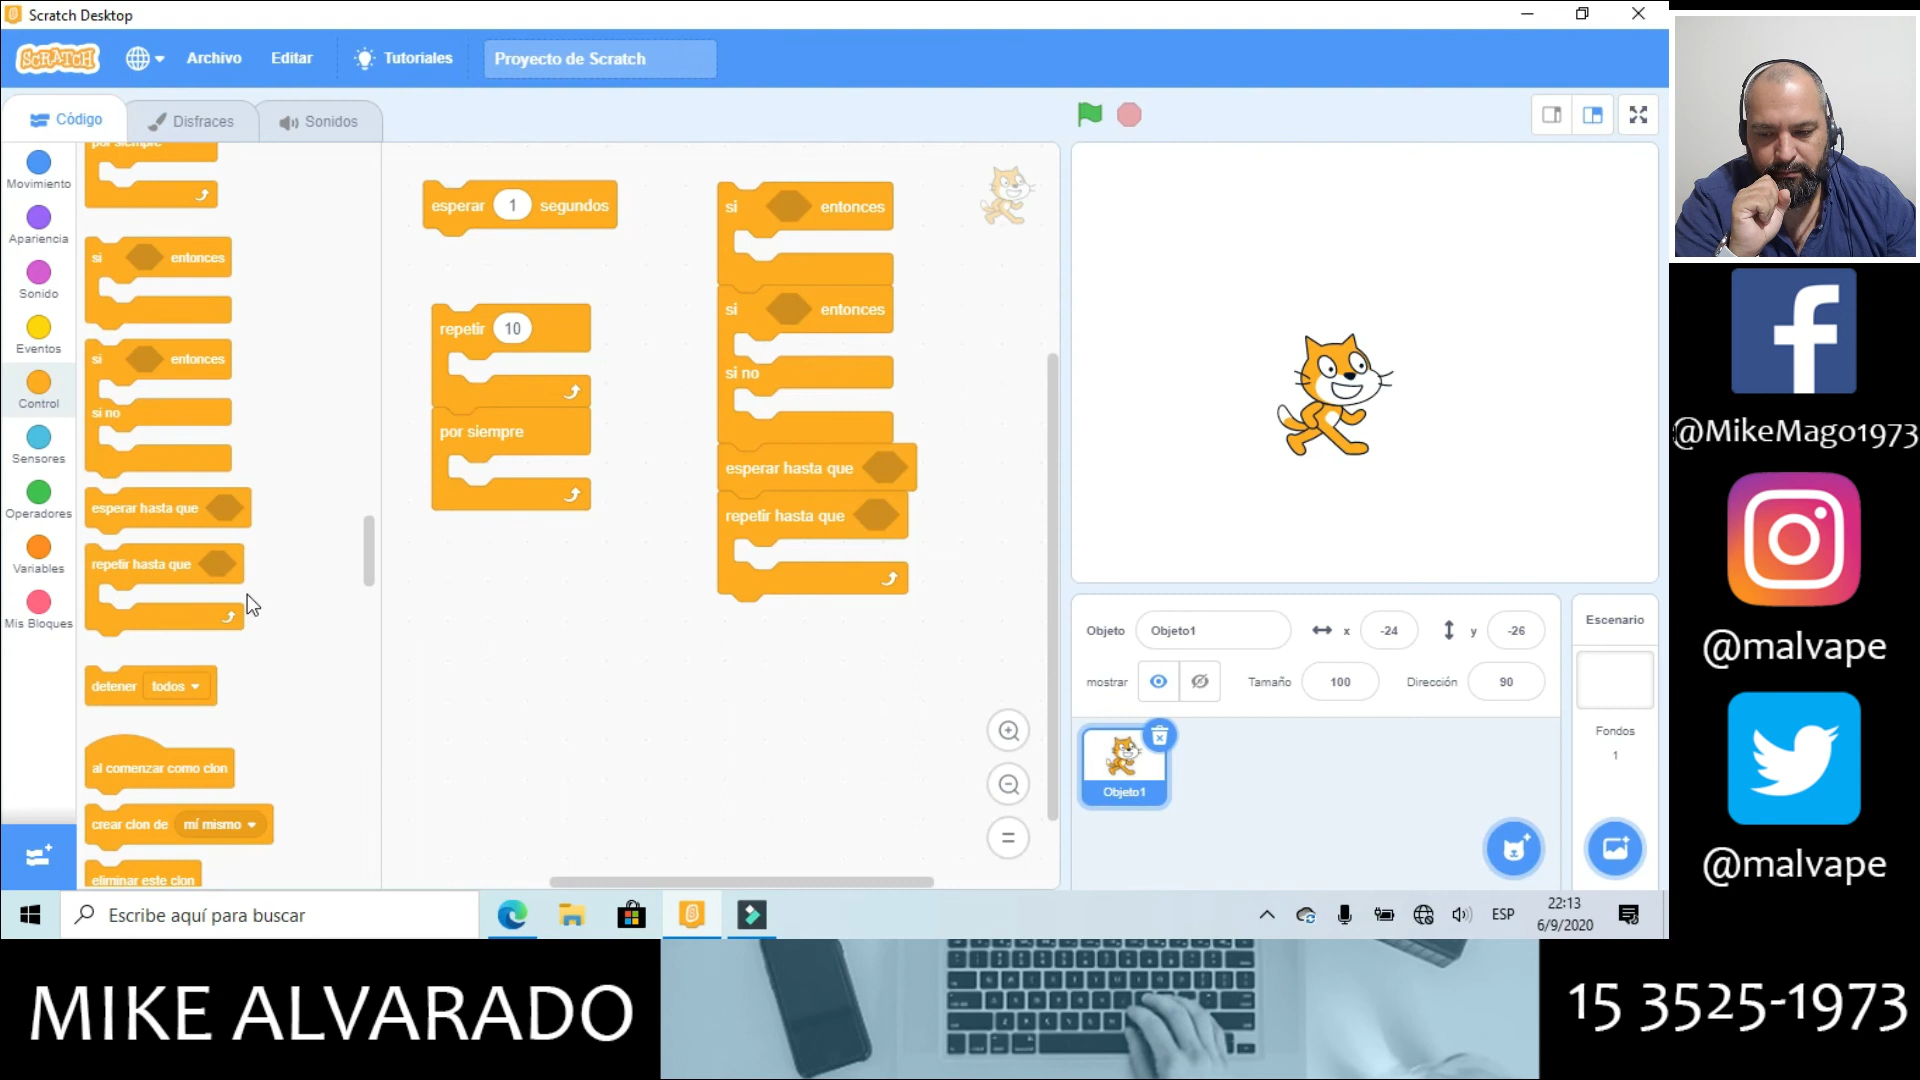 Scratch Desktop
SCRATCH
Archivo
Editar
Tutoriales
Proyecto de Scratch
Código
Disfraces
Sonidos
Movimiento
Apariencia
Sonido
Eventos
Control
Sensores
Operadores
Variables
Mis Bloques
por siempre
si entonces
si entonces
si no
esperar hasta que
repetir hasta que
detener todos
al comenzar como clon
crear clon de mí mismo
eliminar este clon
esperar 1 segundos
repetir 10
por siempre
si entonces
si entonces
si no
esperar hasta que
repetir hasta que
Objeto Objeto1 x -24 y -26
mostrar Tamaño 100 Dirección 90
Objeto1
Escenario
Fondos
1
Escribe aquí para buscar
ESP
22:13
6/9/2020
@MikeMago1973
@malvape
@malvape
MIKE ALVARADO
15 3525-1973